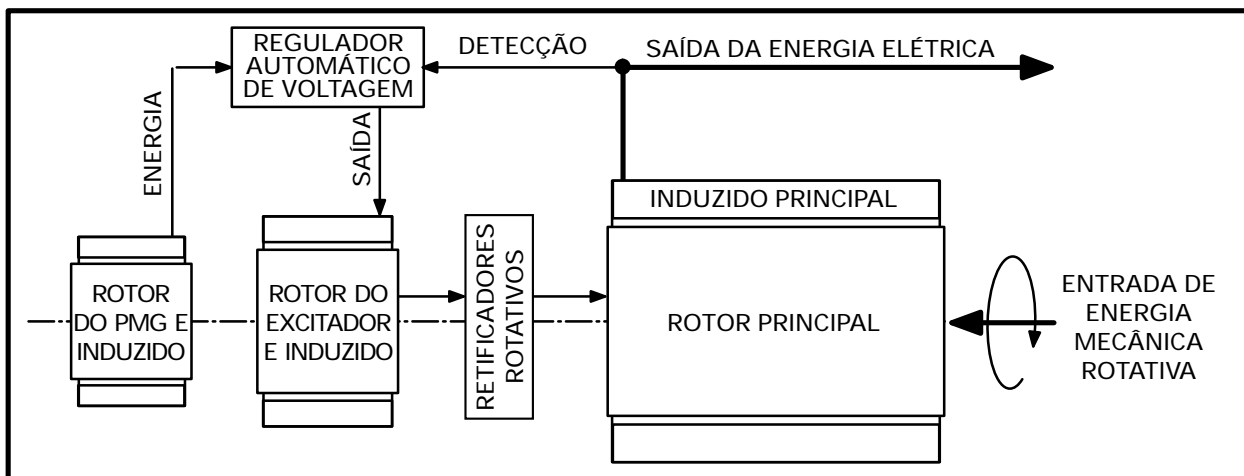 REGULADOR
AUTOMÁTICO
DE VOLTAGEM
DETECÇÃO
SAÍDA DA ENERGIA ELÉTRICA
ENERGIA
SAÍDA
INDUZIDO PRINCIPAL
ROTOR
DO PMG E
INDUZIDO
ROTOR DO
EXCITADOR
E INDUZIDO
RETIFICADORES
ROTATIVOS
ROTOR PRINCIPAL
ENTRADA DE
ENERGIA
MECÂNICA
ROTATIVA